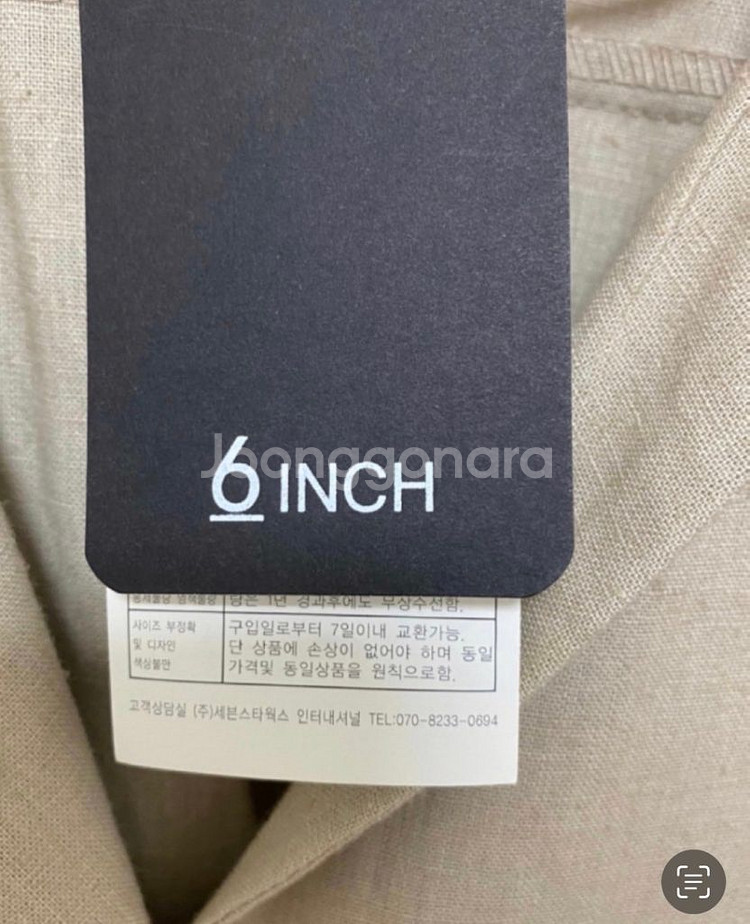 Joonggonara
6 INCH
당은 1년 경과후에도 무상수선함.
사이즈 부정확
및 디자인
색상불만
구입일로부터 7일이내 교환가능.
단 상품에 손상이 없어야 하며 동일
가격및 동일상품을 원칙으로함.
고객상담실 (주)세븐스타웍스 인터내셔널 TEL:070-8233-0694